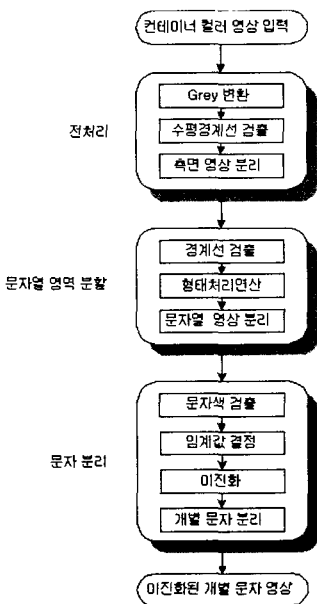 컨테이너 컬러 영상 입력
전처리
Grey 변환
수평경계선 검출
측면 영상 분리
문자열 영역 분할
경계선 검출
형태처리연산
문자열 영상 분리
문자 분리
문자색 검출
임계값 결정
이진화
개별 문자 분리
이진화된 개별 문자 영상